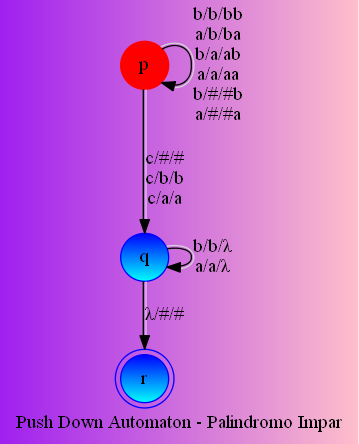 b/b/bb
a/b/ba
b/a/ab
a/a/aa
b/#/#b
a/#/#a
p
c/#/#
c/b/b
c/a/a
q
b/b/λ
a/a/λ
λ/#/#
r
Push Down Automaton - Palindromo Impar